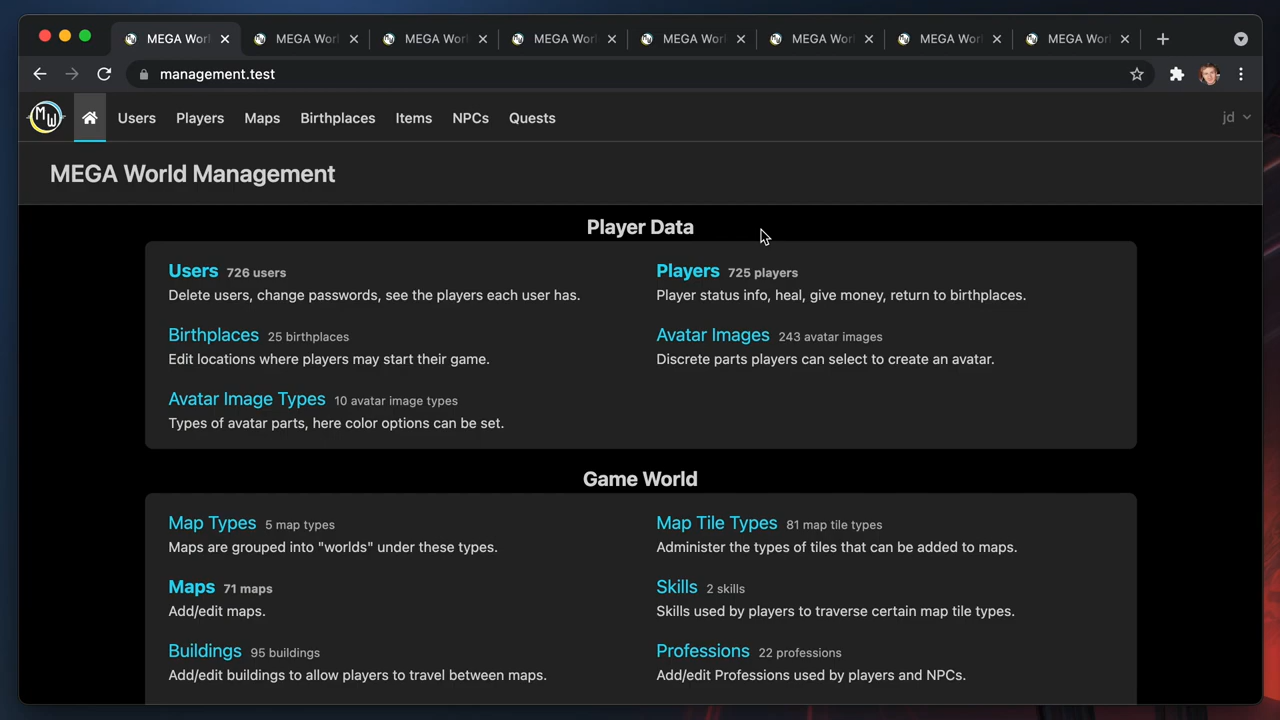 MEGA Worl MEGA Worl MEGA Worl MEGA Worl MEGA Worl MEGA Worl MEGA Worl MEGA Worl
management.test
MW Users Players Maps Birthplaces Items NPCs Quests jd
MEGA World Management
Player Data
Users 726 users
Delete users, change passwords, see the players each user has.
Players 725 players
Player status info, heal, give money, return to birthplaces.
Birthplaces 25 birthplaces
Edit locations where players may start their game.
Avatar Images 243 avatar images
Discrete parts players can select to create an avatar.
Avatar Image Types 10 avatar image types
Types of avatar parts, here color options can be set.
Game World
Map Types 5 map types
Maps are grouped into "worlds" under these types.
Map Tile Types 81 map tile types
Administer the types of tiles that can be added to maps.
Maps 71 maps
Add/edit maps.
Skills 2 skills
Skills used by players to traverse certain map tile types.
Buildings 95 buildings
Add/edit buildings to allow players to travel between maps.
Professions 22 professions
Add/edit Professions used by players and NPCs.